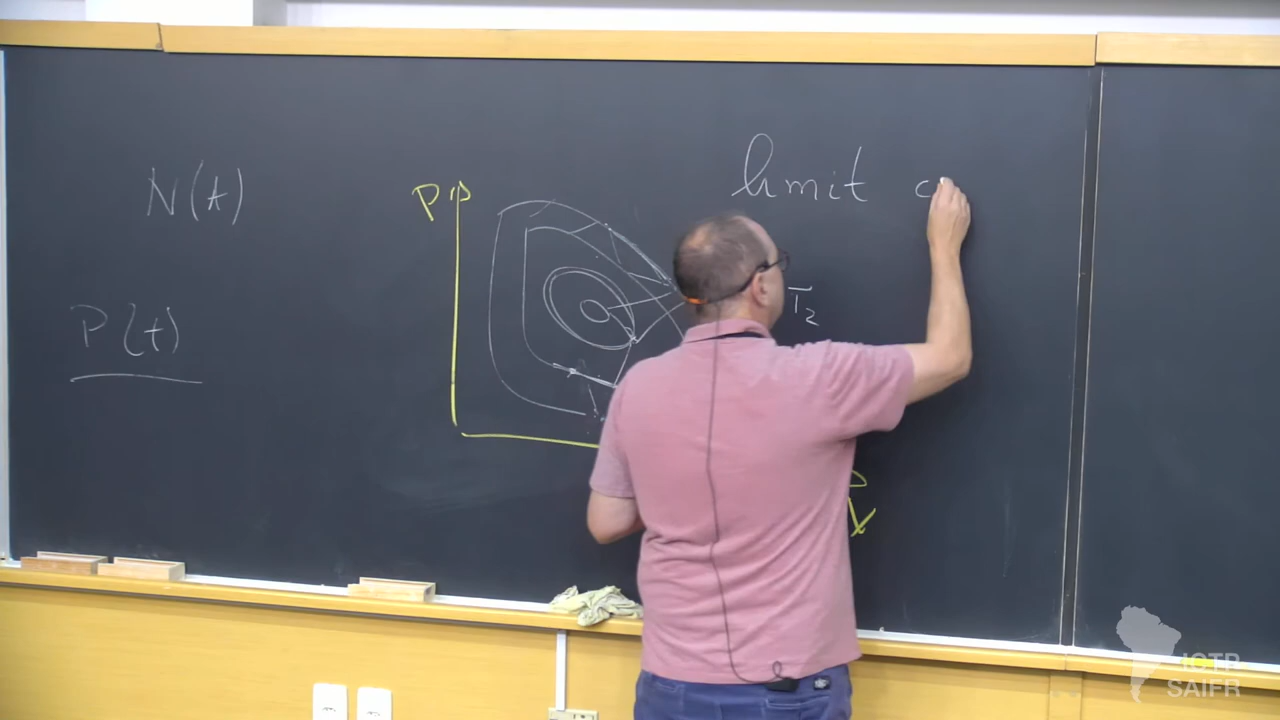 N(t)
P(t)
P
limit c
T2
ICTP
SAIFR